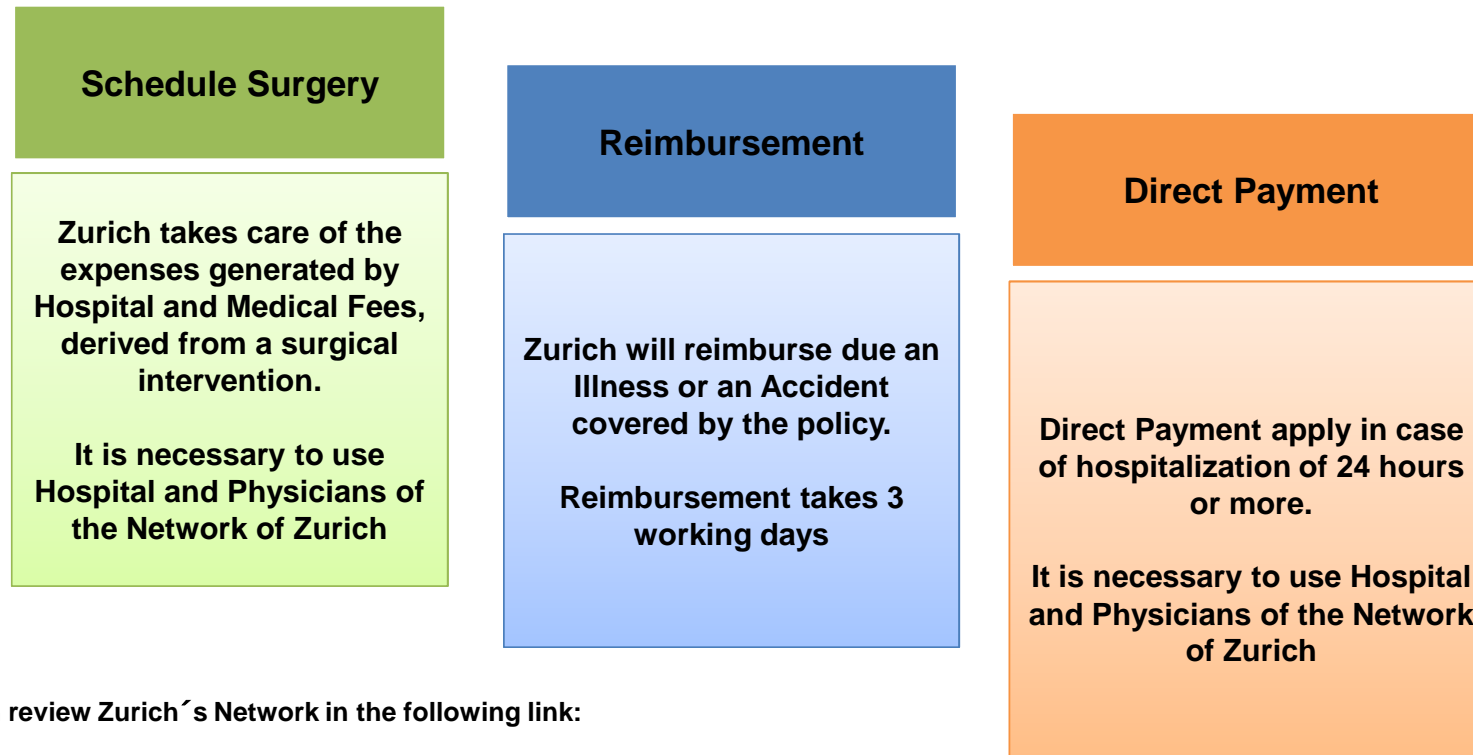 Schedule Surgery
Zurich takes care of the
expenses generated by
Hospital and Medical Fees,
derived from a surgical
intervention.
It is necessary to use
Hospital and Physicians of
the Network of Zurich
Reimbursement
Zurich will reimburse due an
Illness or an Accident
covered by the policy.
Reimbursement takes 3
working days
Direct Payment
Direct Payment apply in case
of hospitalization of 24 hours
or more.
It is necessary to use Hospital
and Physicians of the Network
of Zurich
review Zurich´s Network in the following link: